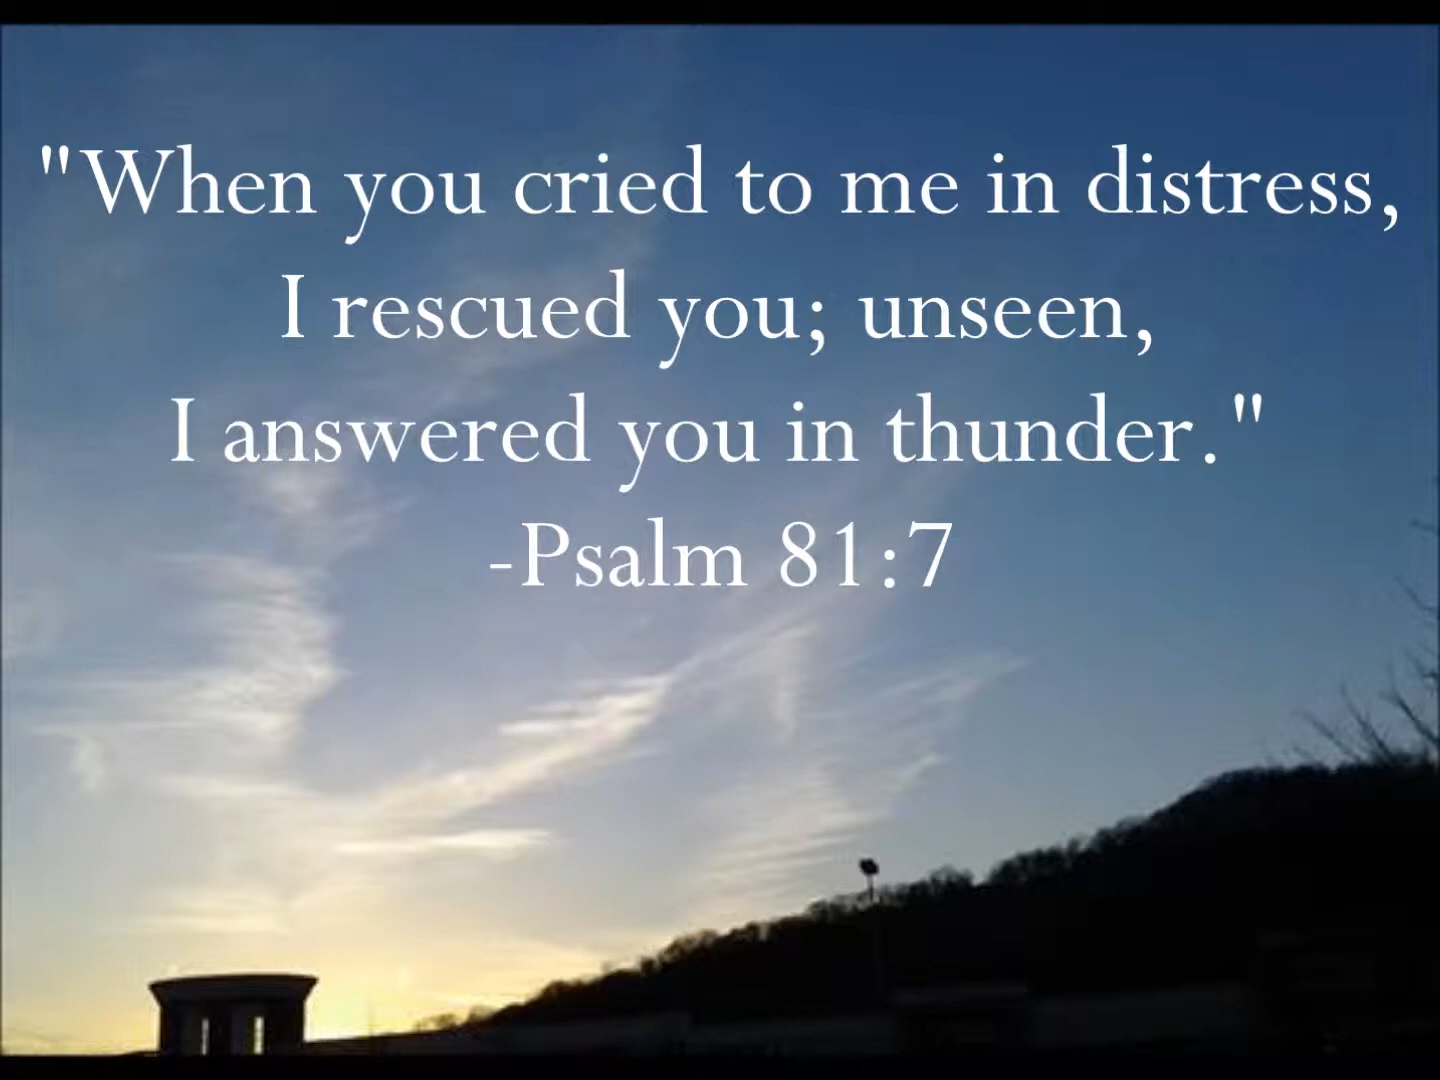 "When you cried to me in distress,
I rescued you; unseen,
I answered you in thunder."
-Psalm 81:7